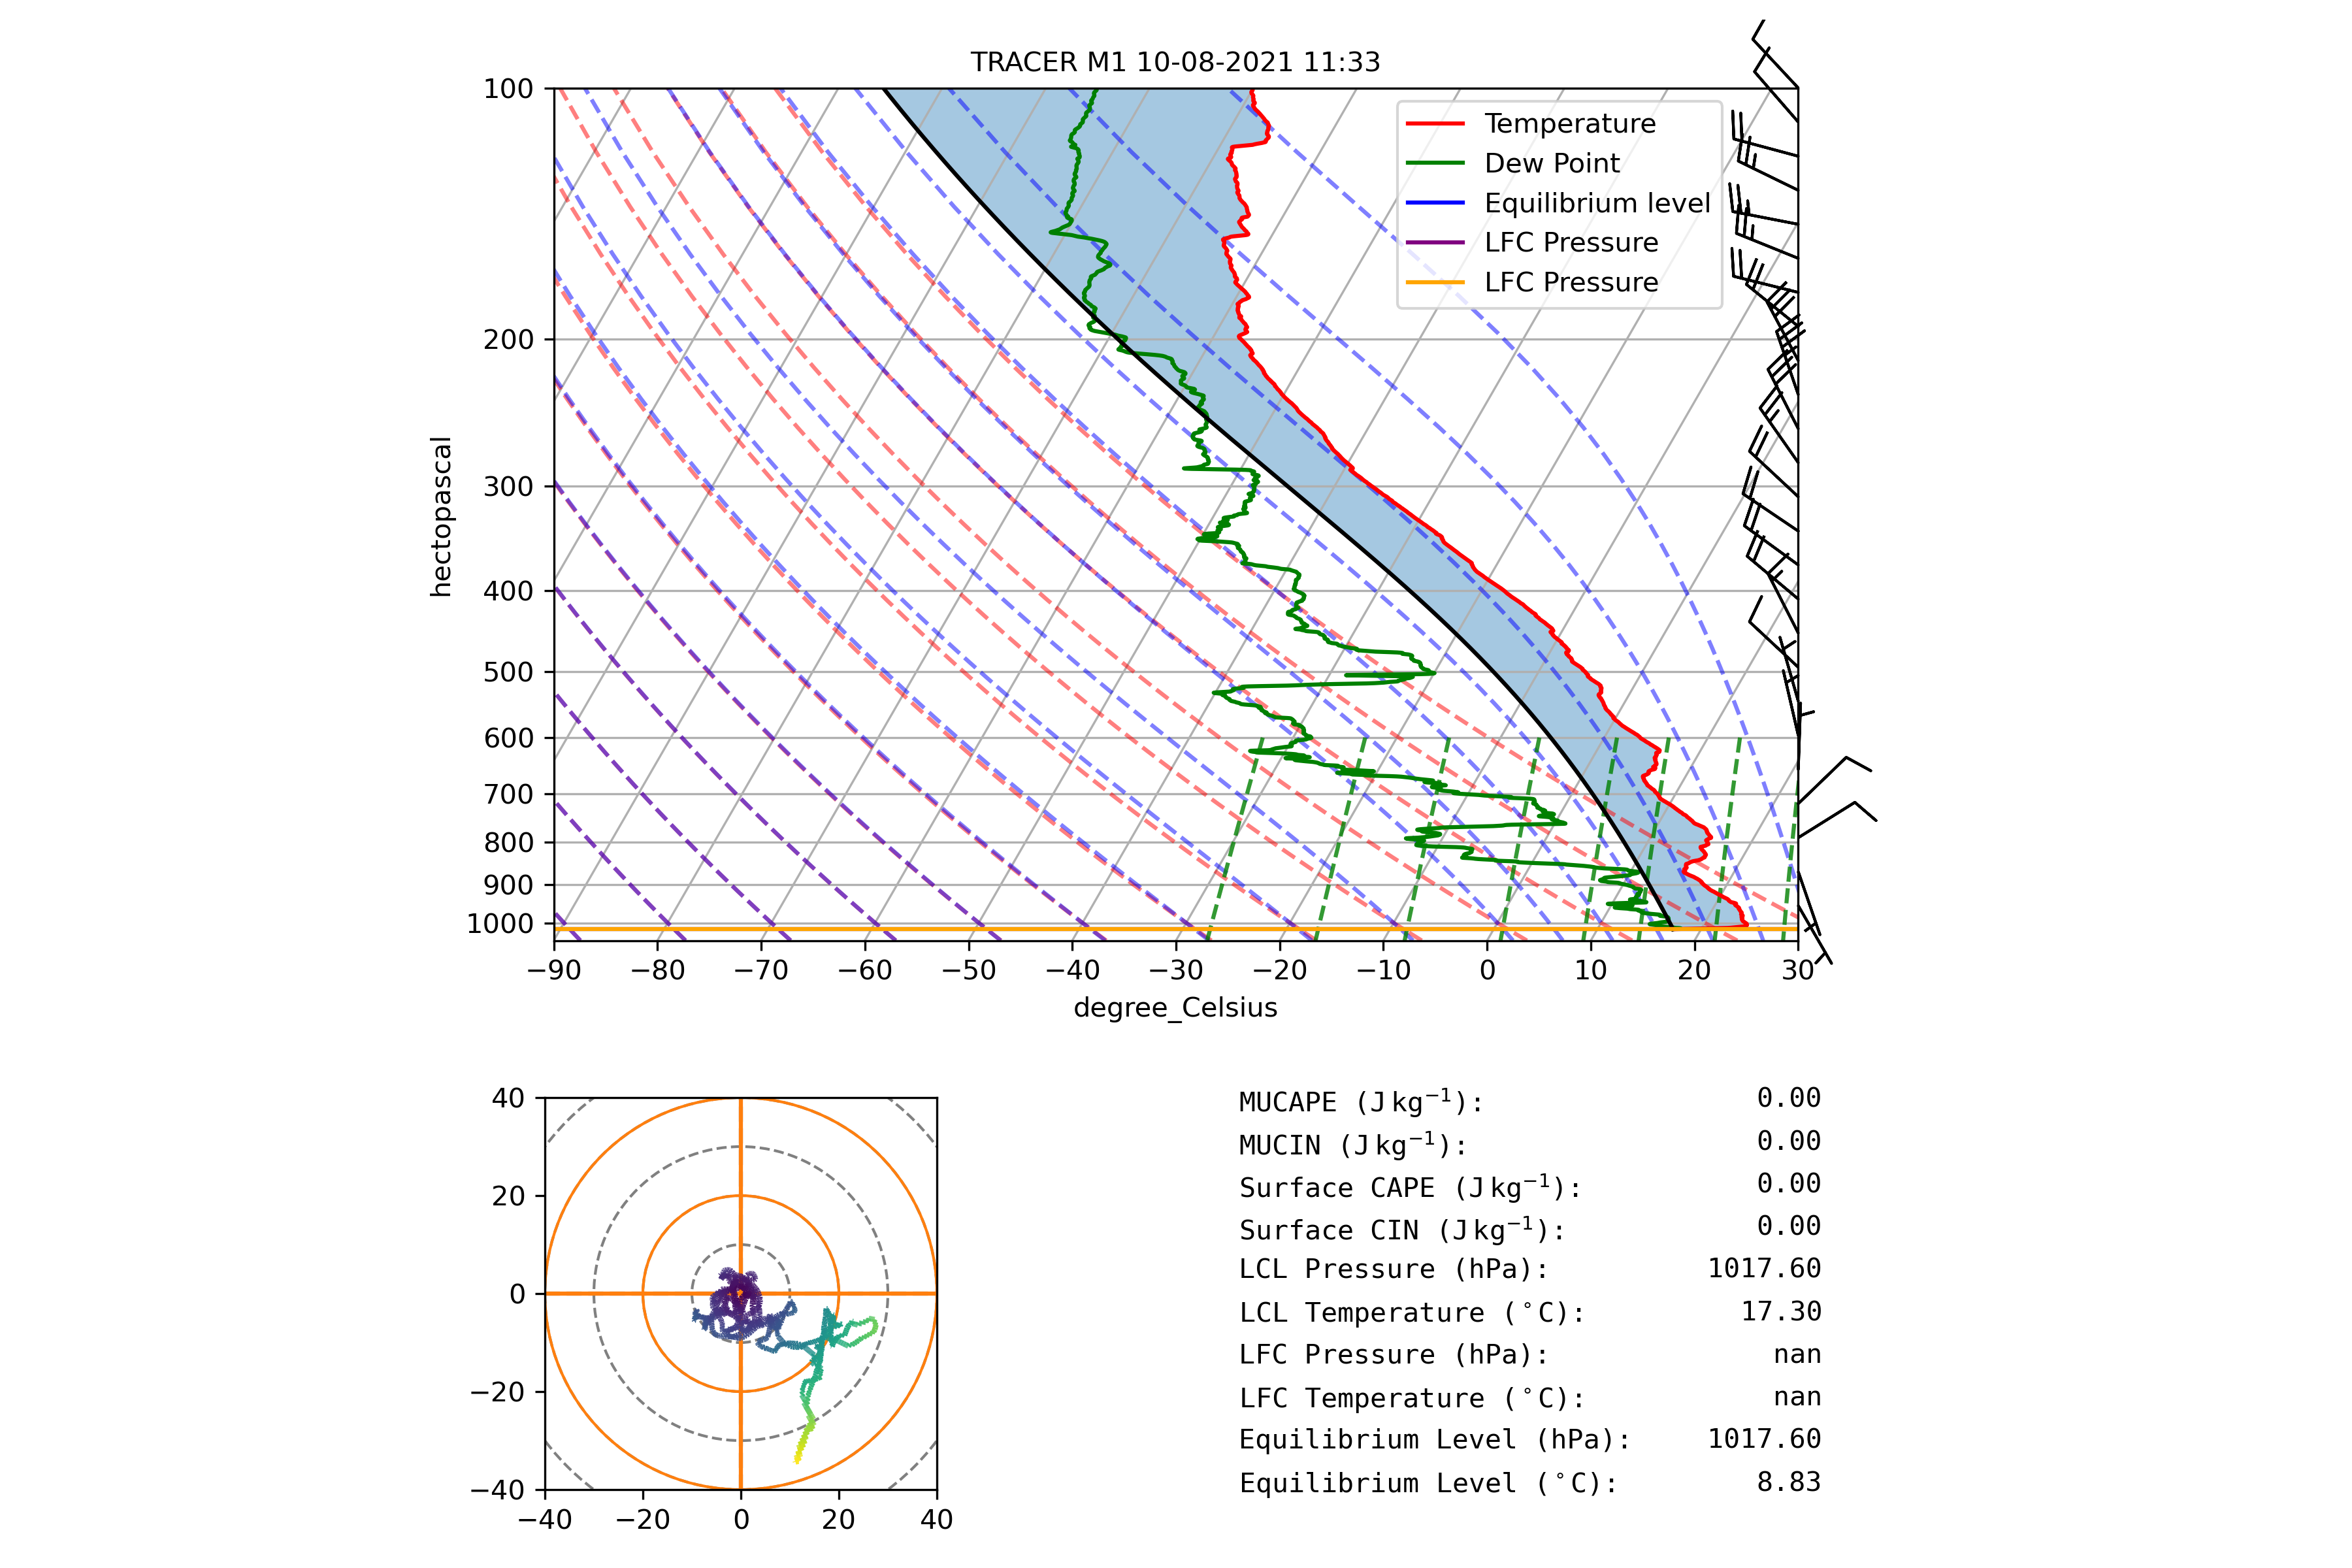 TRACER M1 10-08-2021 11:33
100
200
300
400
500
600
700
800
900
1000
hectopascal
Temperature
Dew Point
Equilibrium level
LFC Pressure
LFC Pressure
−90 −80 −70 −60 −50 −40 −30 −20 −10 0 10 20 30
degree_Celsius
40
20
0
−20
−40
−40 −20 0 20 40
MUCAPE (J kg⁻¹): 0.00
MUCIN (J kg⁻¹): 0.00
Surface CAPE (J kg⁻¹): 0.00
Surface CIN (J kg⁻¹): 0.00
LCL Pressure (hPa): 1017.60
LCL Temperature (°C): 17.30
LFC Pressure (hPa): nan
LFC Temperature (°C): nan
Equilibrium Level (hPa): 1017.60
Equilibrium Level (°C): 8.83